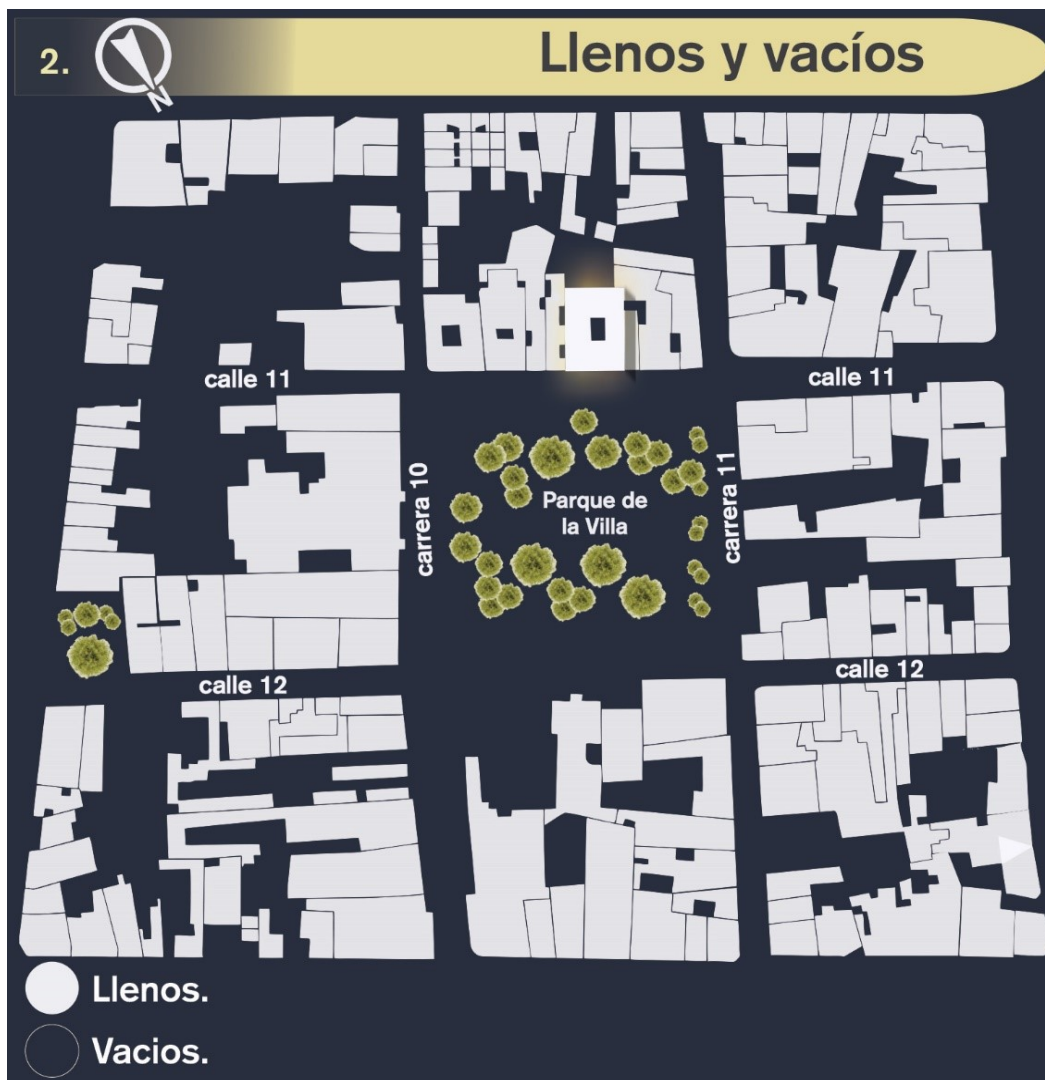 2.
N
Llenos y vacíos
calle 11
calle 11
carrera 10
Parque de
la Villa
carrera 11
calle 12
calle 12
Llenos.
Vacios.